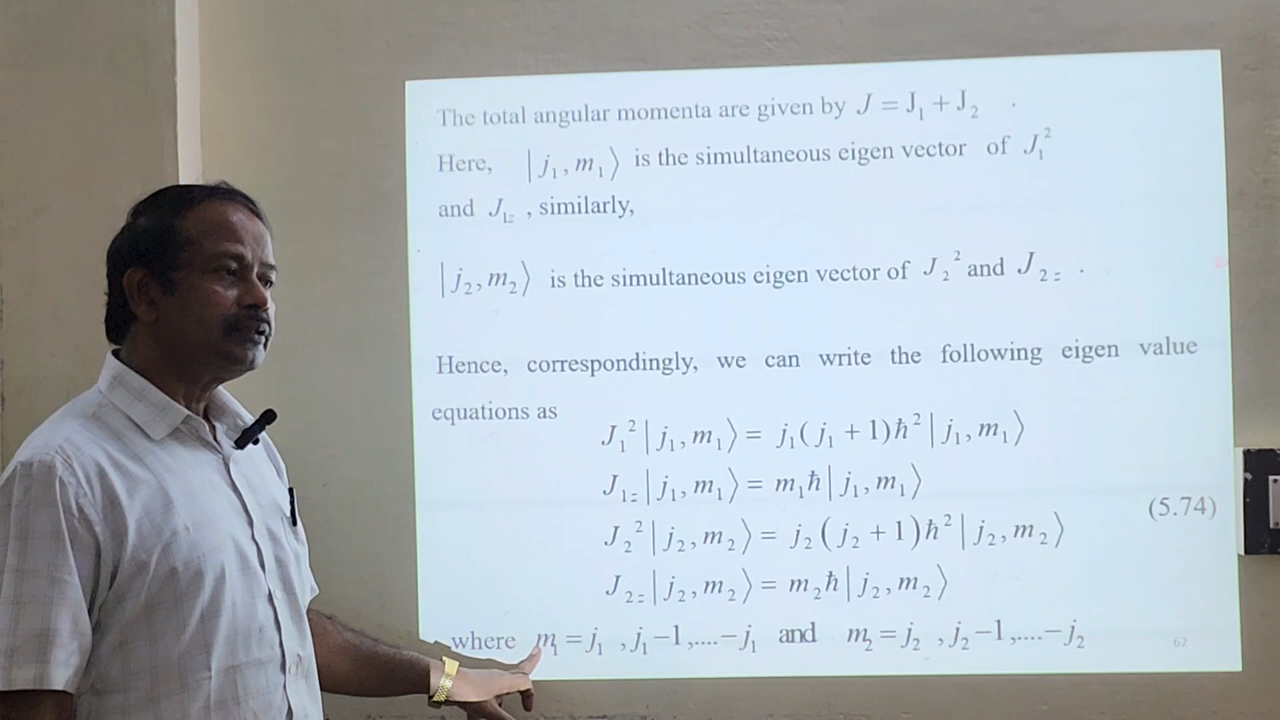 The total angular momenta are given by J = J₁ + J₂ .
Here, |j₁, m₁⟩ is the simultaneous eigen vector of J₁²
and J₁z , similarly,
|j₂, m₂⟩ is the simultaneous eigen vector of J₂² and J₂z .
Hence, correspondingly, we can write the following eigen value
equations as
J₁² |j₁, m₁⟩ = j₁(j₁ + 1)ħ² |j₁, m₁⟩
J₁z |j₁, m₁⟩ = m₁ħ |j₁, m₁⟩
J₂² |j₂, m₂⟩ = j₂(j₂ + 1)ħ² |j₂, m₂⟩
(5.74)
J₂z |j₂, m₂⟩ = m₂ħ |j₂, m₂⟩
where m₁ = j₁ , j₁ −1,....− j₁ and m₂ = j₂ , j₂ −1,....− j₂
62